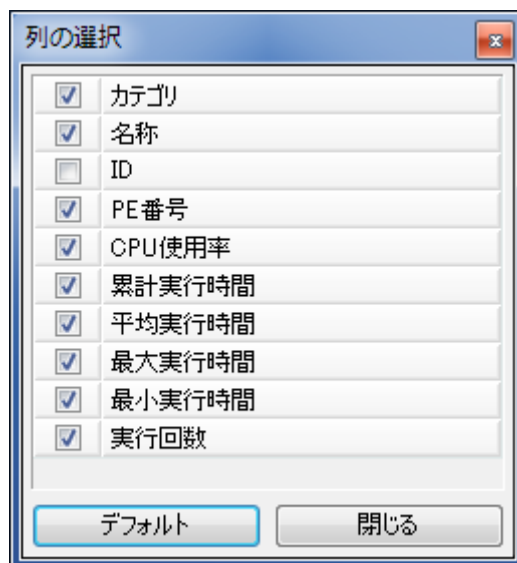 列の選択
カテゴリ
名称
ID
PE番号
CPU使用率
累計実行時間
平均実行時間
最大実行時間
最小実行時間
実行回数
デフォルト
閉じる